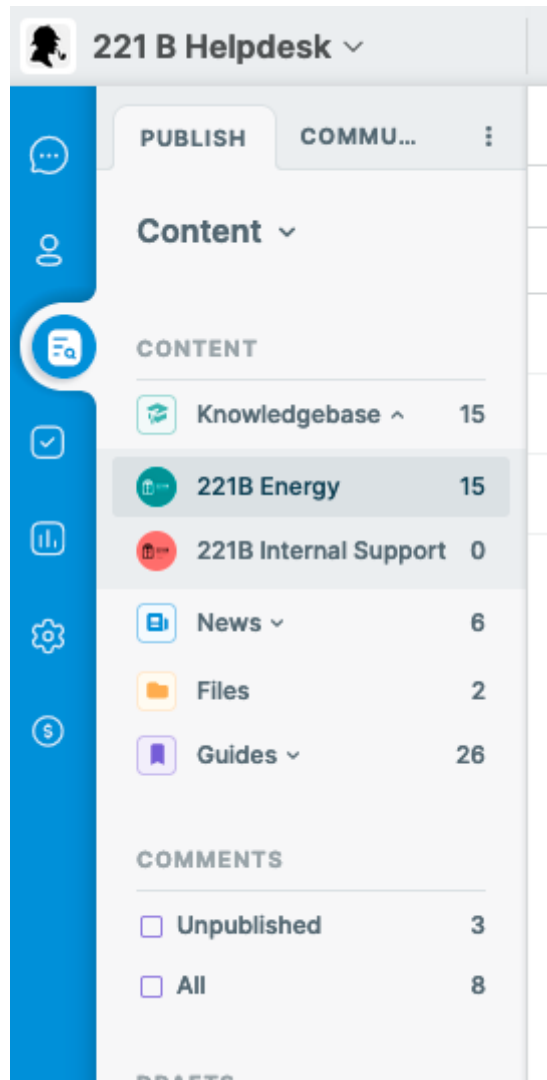 221 B Helpdesk
PUBLISH COMMU...
Content
CONTENT
Knowledgebase 15
221B Energy 15
221B Internal Support 0
News 6
Files 2
Guides 26
COMMENTS
Unpublished 3
All 8
DRAFTS